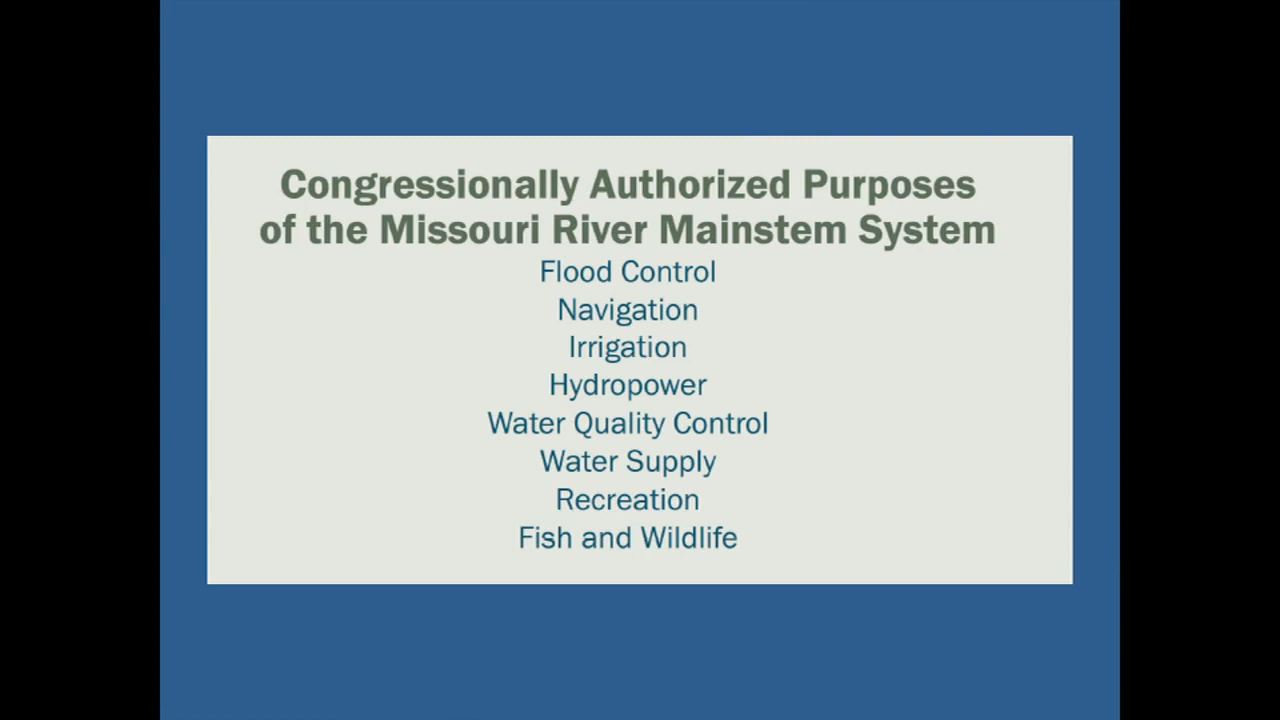 Congressionally Authorized Purposes
of the Missouri River Mainstem System
Flood Control
Navigation
Irrigation
Hydropower
Water Quality Control
Water Supply
Recreation
Fish and Wildlife